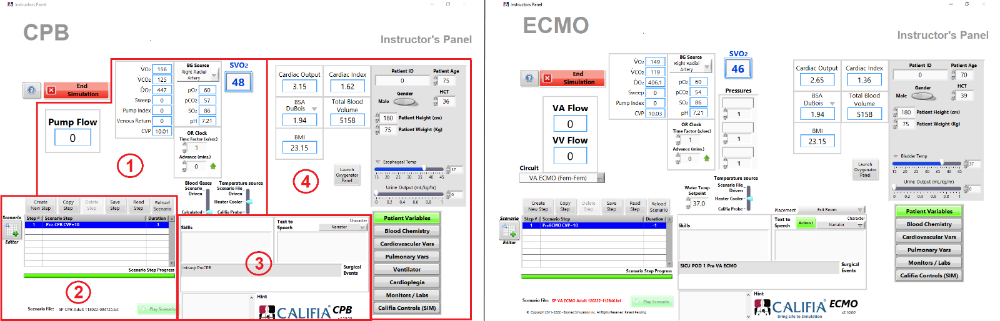 Instructors Panel
CPB
Instructor's Panel
End
Simulation
Pump Flow
0
V̇O2 156
V̇CO2 125
ḊO2 447
Sweep 0
Pump Index 0
Venous Return 0
CVP 10.01
BG Source
Right Radial
Artery
pO2 60
pCO2 57
SO2 86
pH 7.21
OR Clock
Time Factor (x/sec)
1
Advance (mins.)
0
SVO2
48
1
Blood Gases
Scenario
Driven
Calculated
Temperature source
Scenario File
Driven
Heater Cooler
Califia Probe
Cardiac Output
3.15
Cardiac Index
1.62
BSA
DuBois
1.94
Total Blood
Volume
5158
BMI
23.15
4
Launch
Oxygenator
Panel
Patient ID
0
Patient Age
75
Gender
Male
HCT
36
180 Patient Height (cm)
75 Patient Weight (Kg)
Esophageal Temp
37
15 20 25 30 35 40 45
Urine Output (mL/kg/hr)
0
0 0.2 0.4 0.6 0.8 1
Create
New Step
Copy
Step
Delete
Step
Save
Step
Read
Step
Reload
Scenario
Scenario
Editor
Step # Scenario Step Duration
1 Pre-CPB CVP=10 -1
Scenario Step Progress
2
Scenario File: SP CPB Adult 113022-094725.txt
Play Scenario
Skills
Text to
Speech
Character
Narrator
Intraop PreCPB
3
Surgical
Events
Hint
CALIFIA CPB
v2.10.00
Patient Variables
Blood Chemistry
Cardiovascular Vars
Pulmonary Vars
Ventilator
Cardioplegia
Monitors / Labs
Califia Controls (SIM)
Instructors Panel
ECMO
Instructor's Panel
End
Simulation
VA Flow
0
VV Flow
0
Circuit
VA ECMO (Fem-Fem)
V̇O2 149
V̇CO2 119
ḊO2 406.1
Sweep 0
Pump Index 0
CVP 10.03
BG Source
Right Radial
Artery
pO2 60
pCO2 54
SO2 86
pH 7.21
OR Clock
Time Factor (x/sec)
1
Advance (mins.)
0
SVO2
46
Pressures
1
1
1
Water Temp
Setpoint
37.0
Temperature source
Scenario File
Driven
Heater Cooler
Califia Probe
Cardiac Output
2.65
Cardiac Index
1.36
BSA
DuBois
1.94
Total Blood
Volume
5158
BMI
23.15
Launch
Oxygenator
Panel
Patient ID
0
Patient Age
70
Gender
Male
HCT
39
180 Patient Height (cm)
75 Patient Weight (Kg)
Bladder Temp
37
15 20 25 30 35 40 45
Urine Output (mL/kg/hr)
0
0 0.2 0.4 0.6 0.8 1
Create
New Step
Copy
Step
Delete
Step
Save
Step
Read
Step
Reload
Scenario
Scenario
Editor
Step # Scenario Step Duration
1 PreECMO CVP=10 -1
Scenario Step Progress
Scenario File: SP VA ECMO Adult 120222-112846.txt
Play Scenario
© Copyright 2011-2022 - Biomed Simulation Inc. All Rights Reserved Patent Pending
Placement Exit Room
Skills
Text to
Speech
Action !
Character
Narrator
SICU POD 1 Pre VA ECMO
Surgical
Events
Hint
CALIFIA® ECMO
Bring Life to Simulation
v2.10.00
Patient Variables
Blood Chemistry
Cardiovascular Vars
Pulmonary Vars
Monitors / Labs
Califia Controls (SIM)